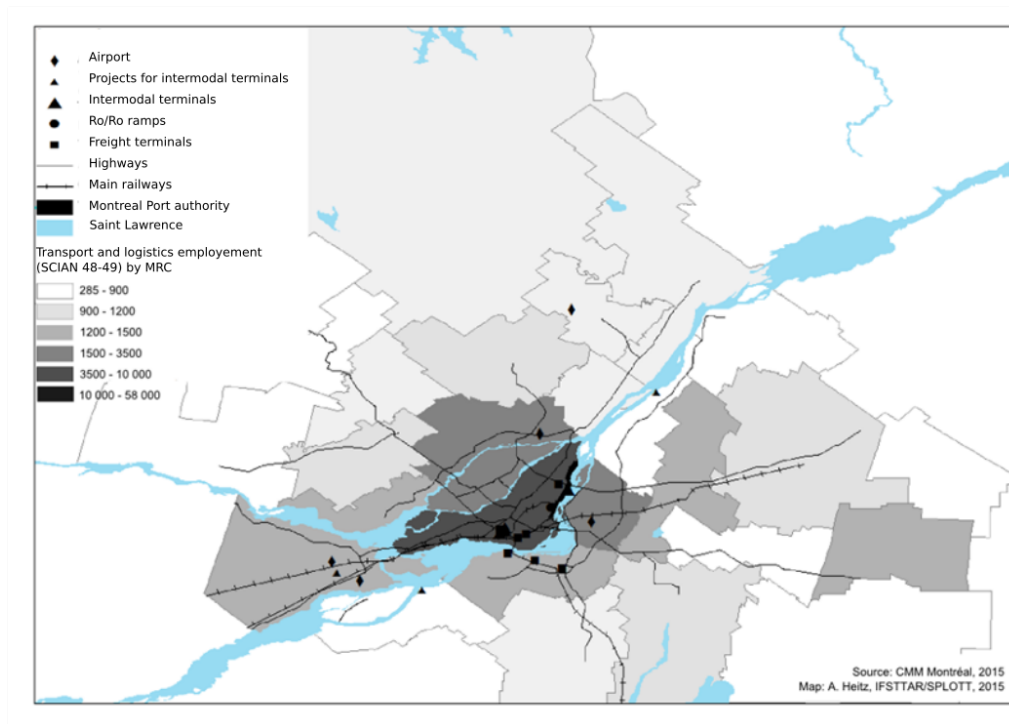 Airport
Projects for intermodal terminals
Intermodal terminals
Ro/Ro ramps
Freight terminals
Highways
Main railways
Montreal Port authority
Saint Lawrence
Transport and logistics employement
(SCIAN 48-49) by MRC
285 - 900
900 - 1200
1200 - 1500
1500 - 3500
3500 - 10 000
10 000 - 58 000
Source: CMM Montréal, 2015
Map: A. Heitz, IFSTTAR/SPLOTT, 2015